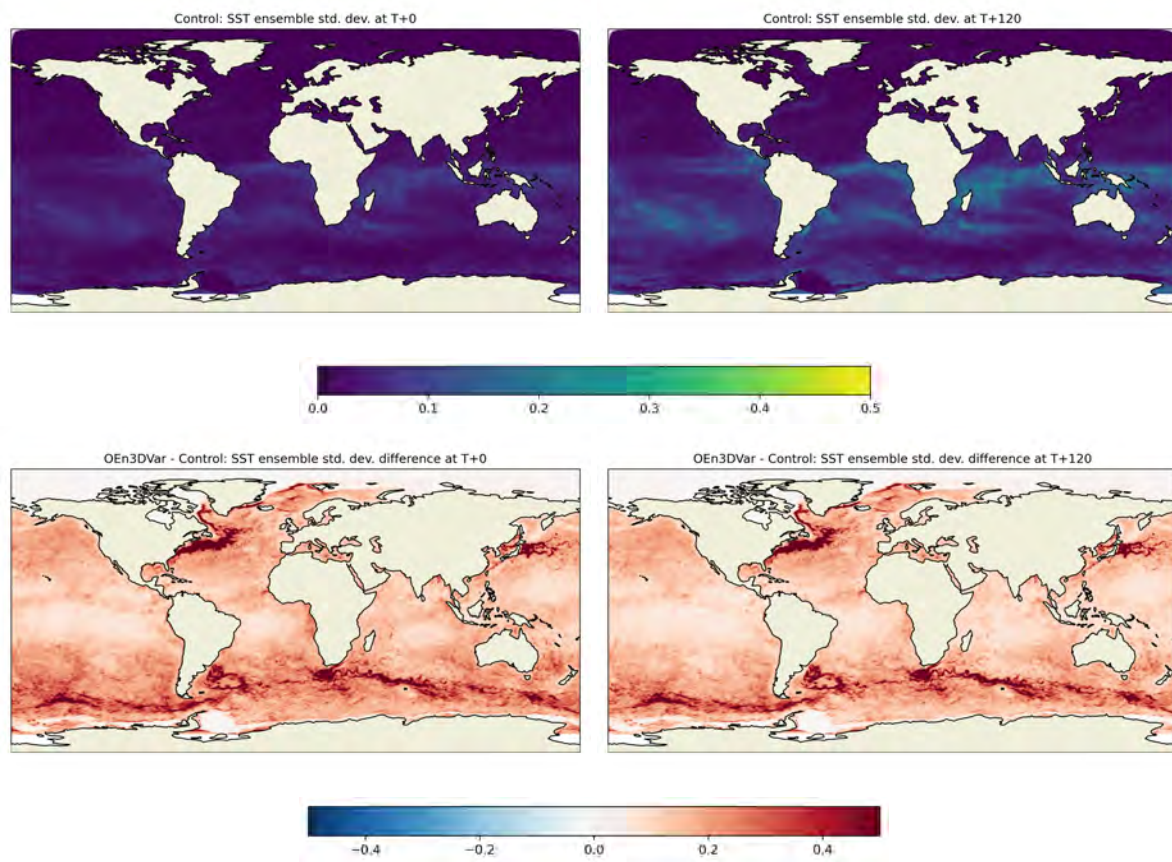 Control: SST ensemble std. dev. at T+0
Control: SST ensemble std. dev. at T+120
0.0 0.1 0.2 0.3 0.4 0.5
OEn3DVar - Control: SST ensemble std. dev. difference at T+0
OEn3DVar - Control: SST ensemble std. dev. difference at T+120
−0.4 −0.2 0.0 0.2 0.4